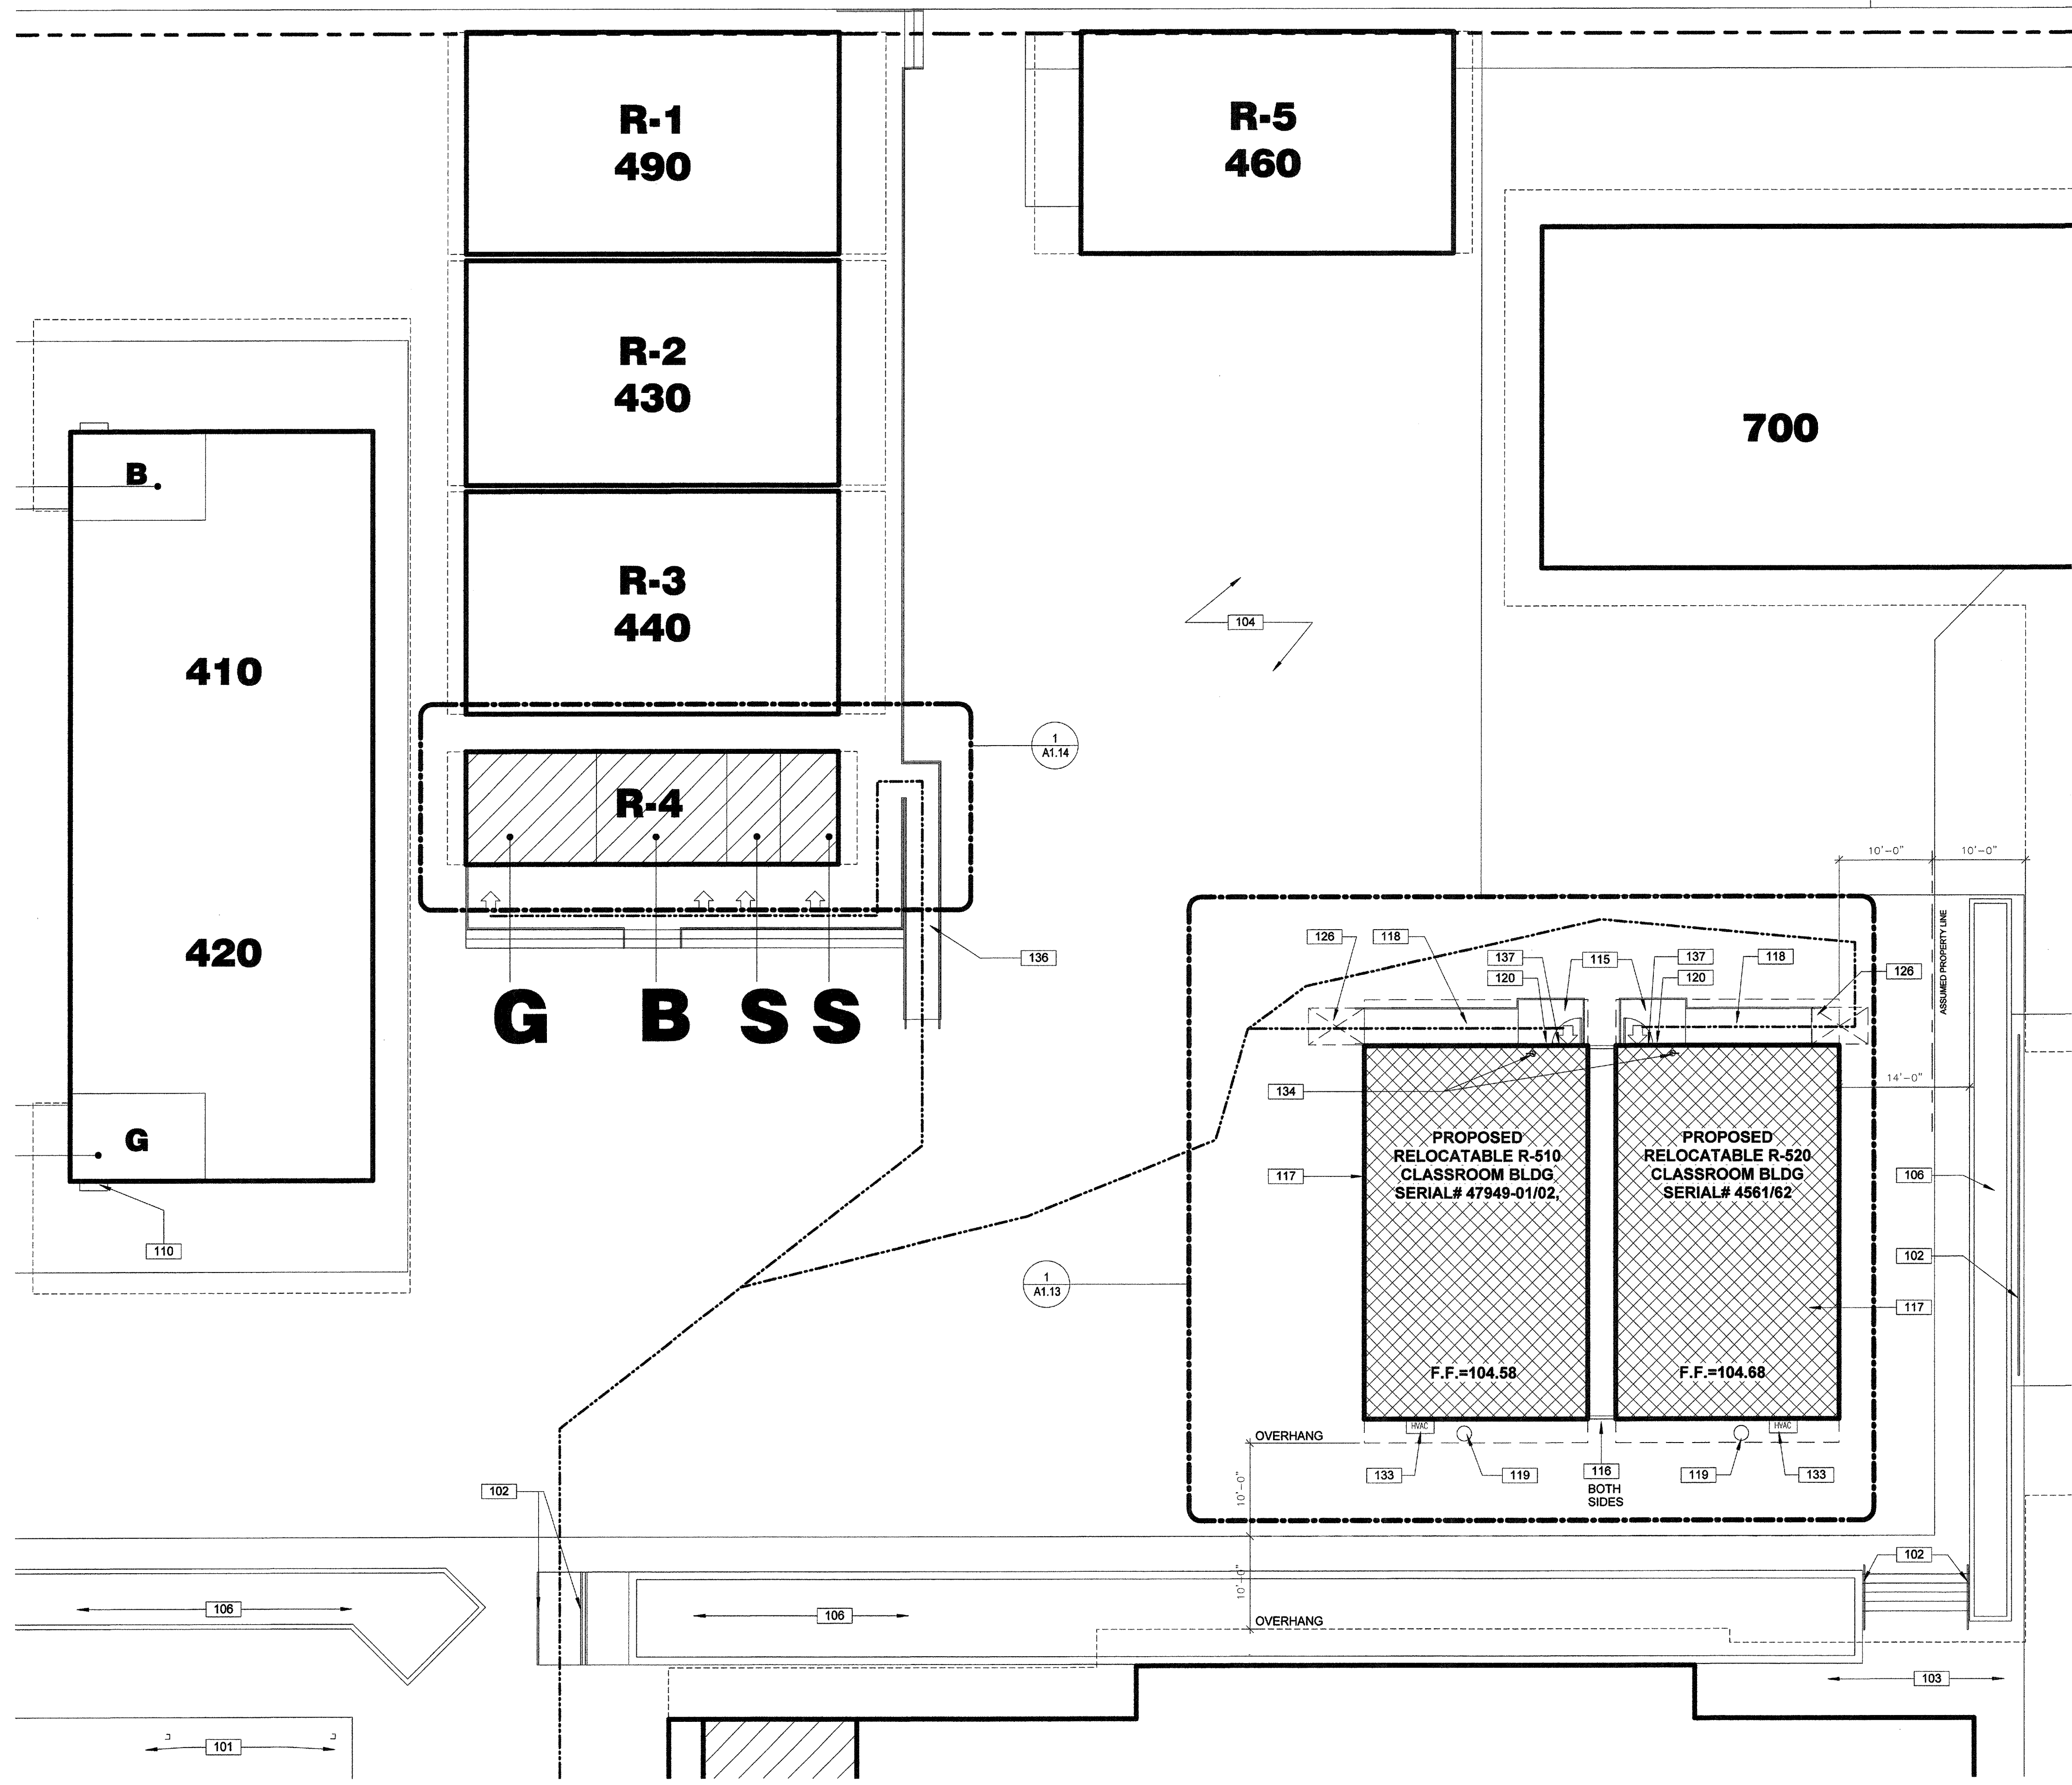 R-1
490
R-5
460
R-2
430
700
B
R-3
440
410
104
1
A1.14
R-4
10'-0"
10'-0"
420
ASSUMED PROPERTY LINE
126
118
137
115
137
118
136
120
120
126
G
B
S
S
134
14'-0"
G
PROPOSED
RELOCATABLE R-510
CLASSROOM BLDG
SERIAL# 47949-01/02,
PROPOSED
RELOCATABLE R-520
CLASSROOM BLDG
SERIAL# 4561/62
117
106
110
102
1
A1.13
117
F.F.=104.58
F.F.=104.68
HVAC
HVAC
OVERHANG
133
119
116
119
133
BOTH
SIDES
10'-0"
102
102
10'-0"
106
106
OVERHANG
103
101